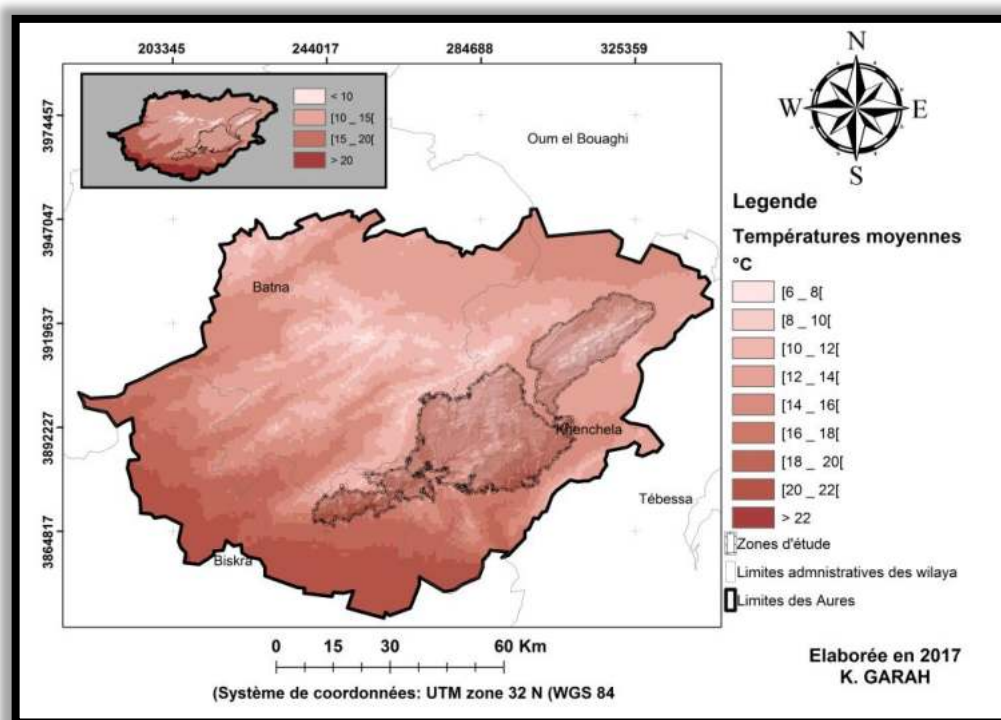 203345 244017 284688 325359
3974457
3947047
3919637
3892227
3864817
< 10
[10 _ 15[
[15 _ 20[
> 20
Oum el Bouaghi
Batna
Khenchela
Tébessa
Biskra
N
W E
S
Legende
Températures moyennes
°C
[6 _ 8[
[8 _ 10[
[10 _ 12[
[12 _ 14[
[14 _ 16[
[16 _ 18[
[18 _ 20[
[20 _ 22[
> 22
Zones d'étude
Limites admnistratives des wilaya
Limites des Aures
0 15 30 60 Km
(Système de coordonnées: UTM zone 32 N (WGS 84
Elaborée en 2017
K. GARAH